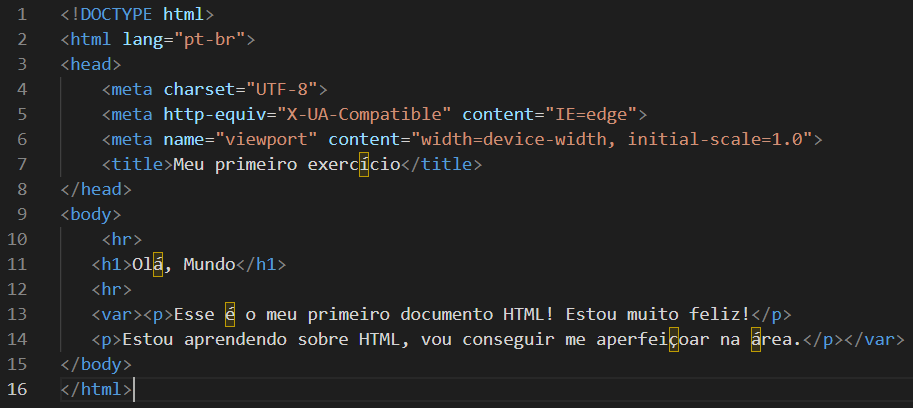 1 <!DOCTYPE html>
2 <html lang="pt-br">
3 <head>
4 <meta charset="UTF-8">
5 <meta http-equiv="X-UA-Compatible" content="IE=edge">
6 <meta name="viewport" content="width=device-width, initial-scale=1.0">
7 <title>Meu primeiro exercício</title>
8 </head>
9 <body>
10 <hr>
11 <h1>Olá, Mundo</h1>
12 <hr>
13 <var><p>Esse é o meu primeiro documento HTML! Estou muito feliz!</p>
14 <p>Estou aprendendo sobre HTML, vou conseguir me aperfeiçoar na área.</p></var>
15 </body>
16 </html>